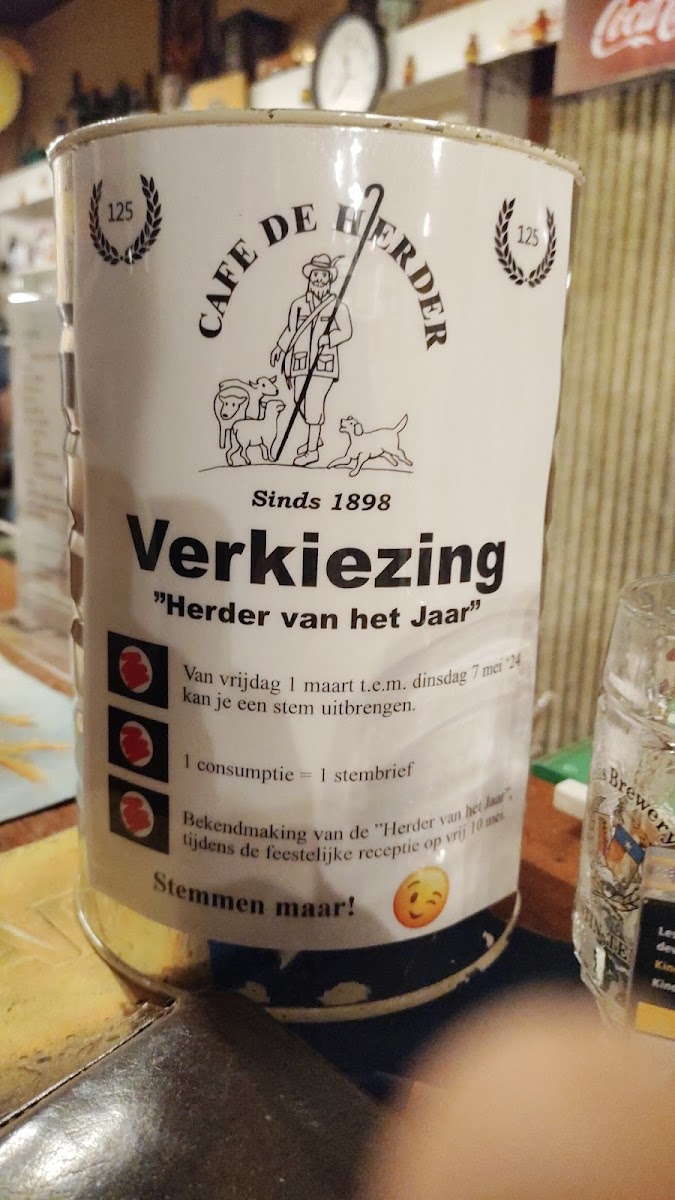 Coca-C
125
125
CAFE DE HERDER
Sinds 1898
Verkiezing
"Herder van het Jaar"
Van vrijdag 1 maart t.e.m. dinsdag 7 mei '24
kan je een stem uitbrengen.
1 consumptie = 1 stembrief
Bekendmaking van de "Herder van het Jaar",
tijdens de feestelijke receptie op vrij 10 mei.
Stemmen maar!
Brewery